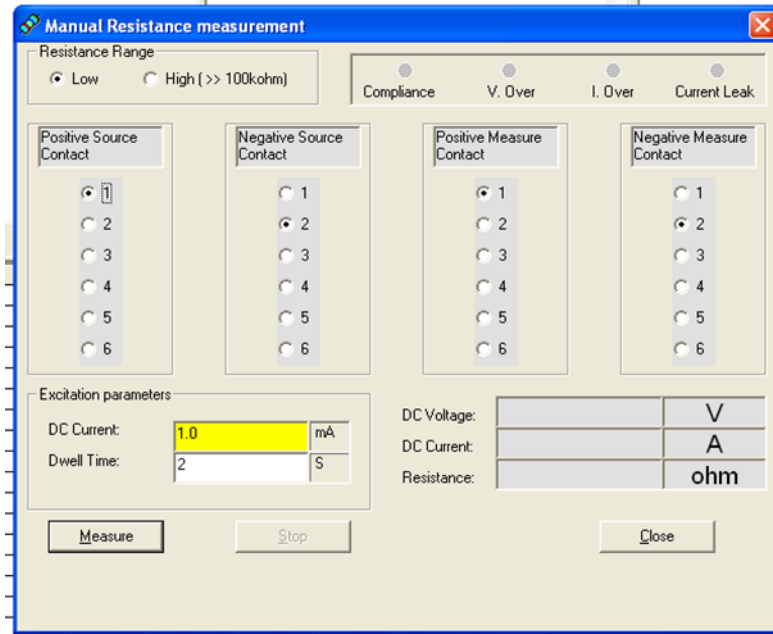 Manual Resistance measurement
Resistance Range
Low
High ( >> 100kohm)
Compliance
V. Over
I. Over
Current Leak
Positive Source
Contact
1
2
3
4
5
6
Negative Source
Contact
1
2
3
4
5
6
Positive Measure
Contact
1
2
3
4
5
6
Negative Measure
Contact
1
2
3
4
5
6
Excitation parameters
DC Current:
1.0
mA
Dwell Time:
2
S
DC Voltage:
V
DC Current:
A
Resistance:
ohm
Measure
Stop
Close